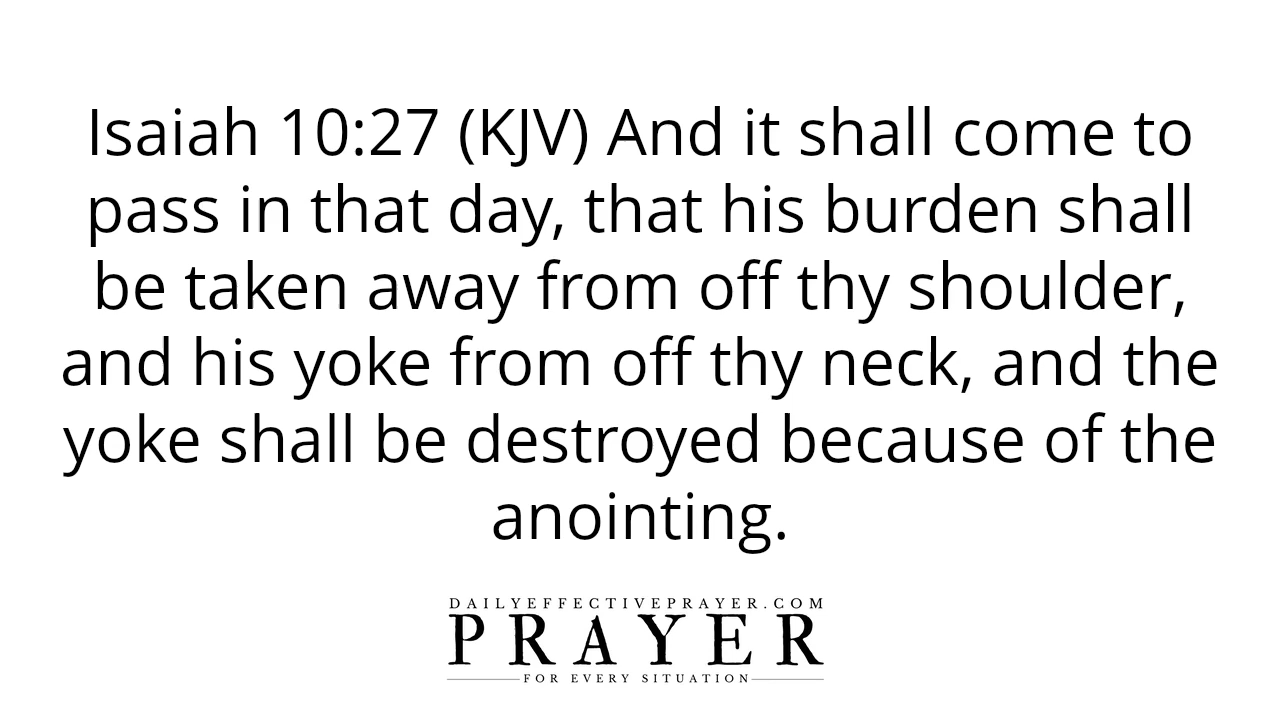 Isaiah 10:27 (KJV) And it shall come to
pass in that day, that his burden shall
be taken away from off thy shoulder,
and his yoke from off thy neck, and the
yoke shall be destroyed because of the
anointing.
DAILYEFFECTIVEPRAYER.COM
PRAYER
FOR EVERY SITUATION